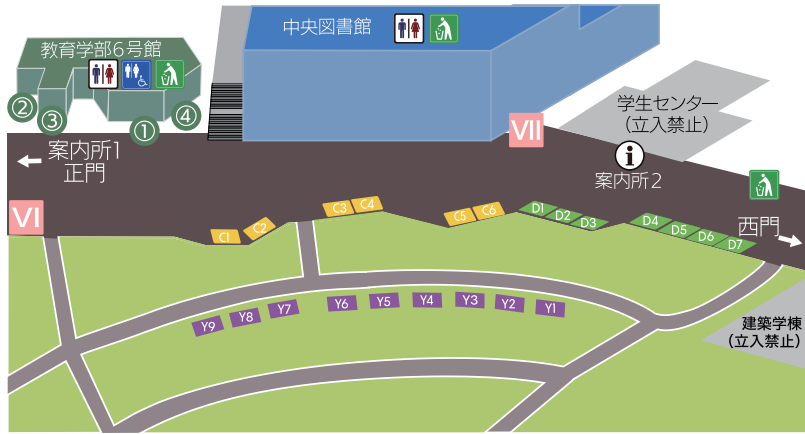 中央図書館
教育学部6号館
②
③
①
④
学生センター
(立入禁止)
VII
案内所1
正門
i
案内所2
VI
西門
C1
C2
C3
C4
C5
C6
D1
D2
D3
D4
D5
D6
D7
Y9
Y8
Y7
Y6
Y5
Y4
Y3
Y2
Y1
建築学棟
(立入禁止)